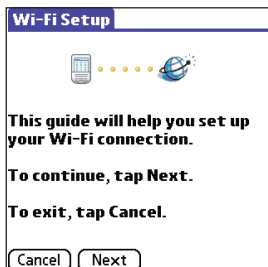 Wi-Fi Setup
This guide will help you set up
your Wi-Fi connection.
To continue, tap Next.
To exit, tap Cancel.
Cancel Next